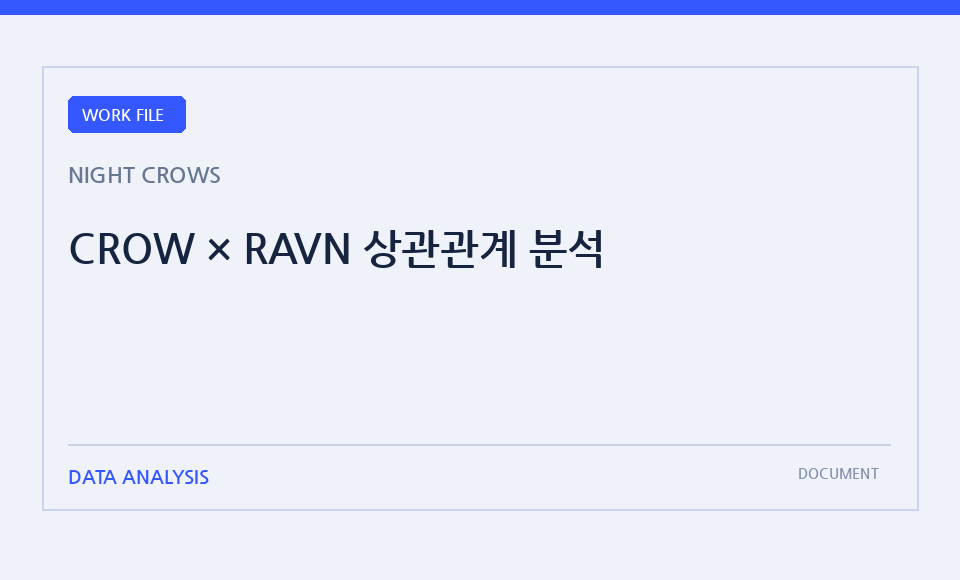 WORK FILE
NIGHT CROWS
CROW × RAVN 상관관계 분석
DATA ANALYSIS
DOCUMENT